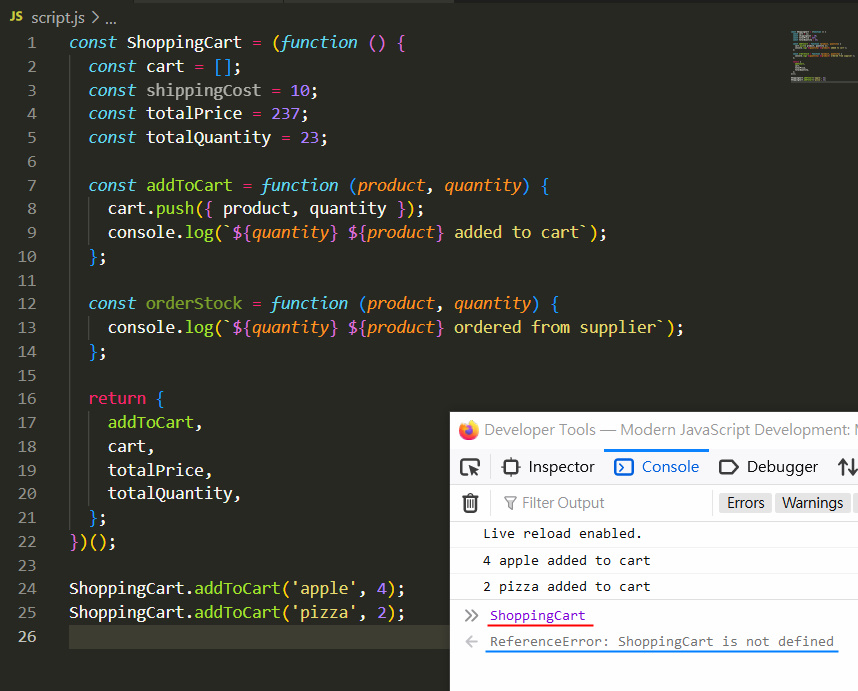 JS script.js > ...
1 const ShoppingCart = (function () {
2 const cart = [];
3 const shippingCost = 10;
4 const totalPrice = 237;
5 const totalQuantity = 23;
6
7 const addToCart = function (product, quantity) {
8 cart.push({ product, quantity });
9 console.log(`${quantity} ${product} added to cart`);
10 };
11
12 const orderStock = function (product, quantity) {
13 console.log(`${quantity} ${product} ordered from supplier`);
14 };
15
16 return {
17 addToCart,
18 cart,
19 totalPrice,
20 totalQuantity,
21 };
22 })();
23
24 ShoppingCart.addToCart('apple', 4);
25 ShoppingCart.addToCart('pizza', 2);
26
Developer Tools — Modern JavaScript Development:
Inspector Console Debugger
Filter Output Errors Warnings
Live reload enabled.
4 apple added to cart
2 pizza added to cart
ShoppingCart
ReferenceError: ShoppingCart is not defined